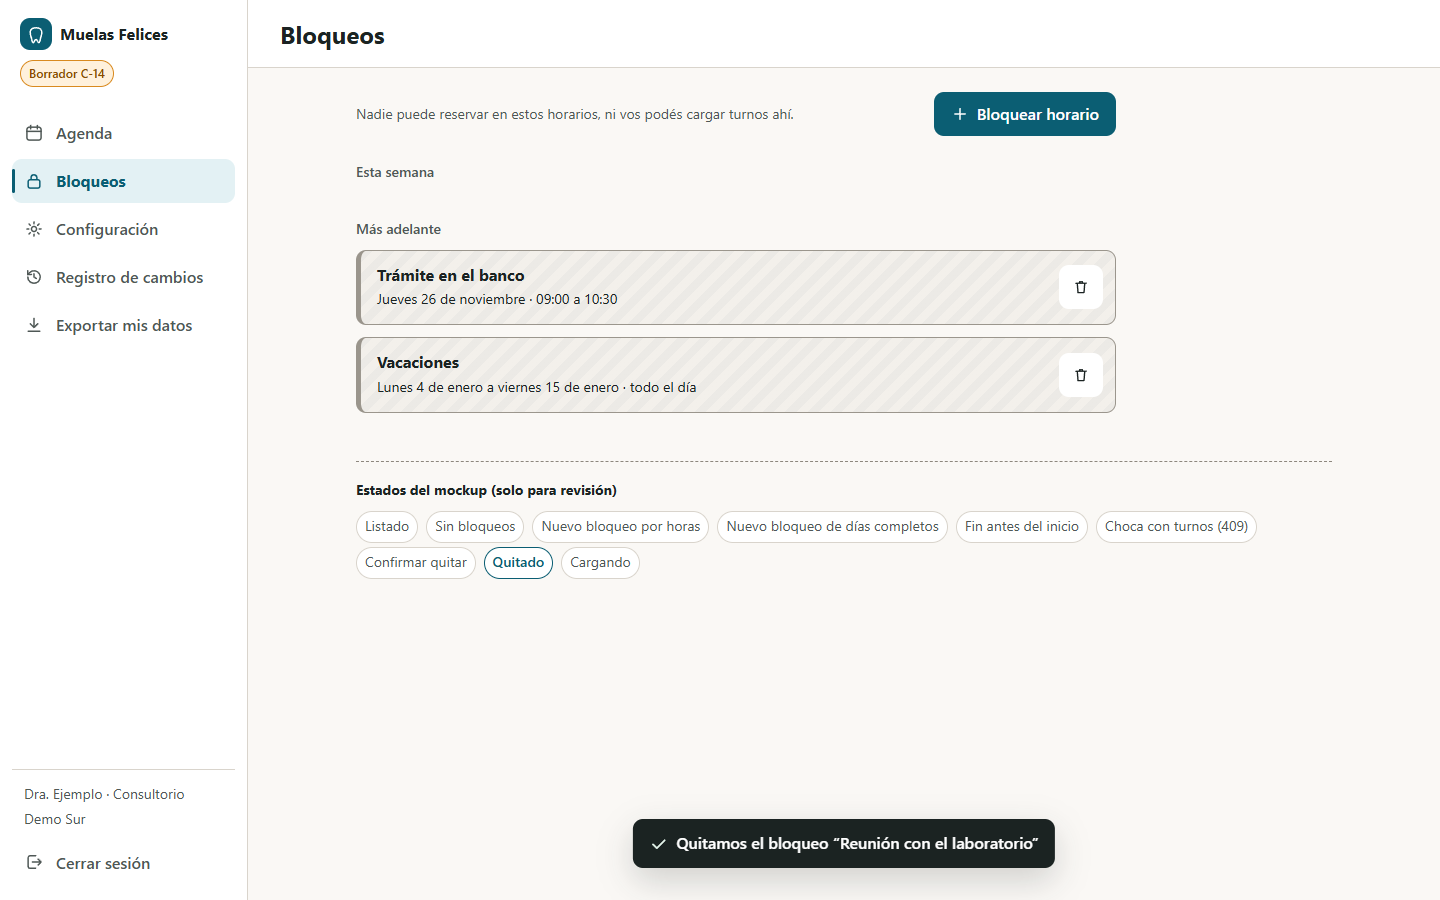 Muelas Felices
Borrador C-14
Agenda
Bloqueos
Configuración
Registro de cambios
Exportar mis datos
Dra. Ejemplo · Consultorio
Demo Sur
Cerrar sesión
Bloqueos
Nadie puede reservar en estos horarios, ni vos podés cargar turnos ahí.
Bloquear horario
Esta semana
Más adelante
Trámite en el banco
Jueves 26 de noviembre · 09:00 a 10:30
Vacaciones
Lunes 4 de enero a viernes 15 de enero · todo el día
Estados del mockup (solo para revisión)
Listado Sin bloqueos Nuevo bloqueo por horas Nuevo bloqueo de días completos Fin antes del inicio Choca con turnos (409)
Confirmar quitar Quitado Cargando
Quitamos el bloqueo “Reunión con el laboratorio”